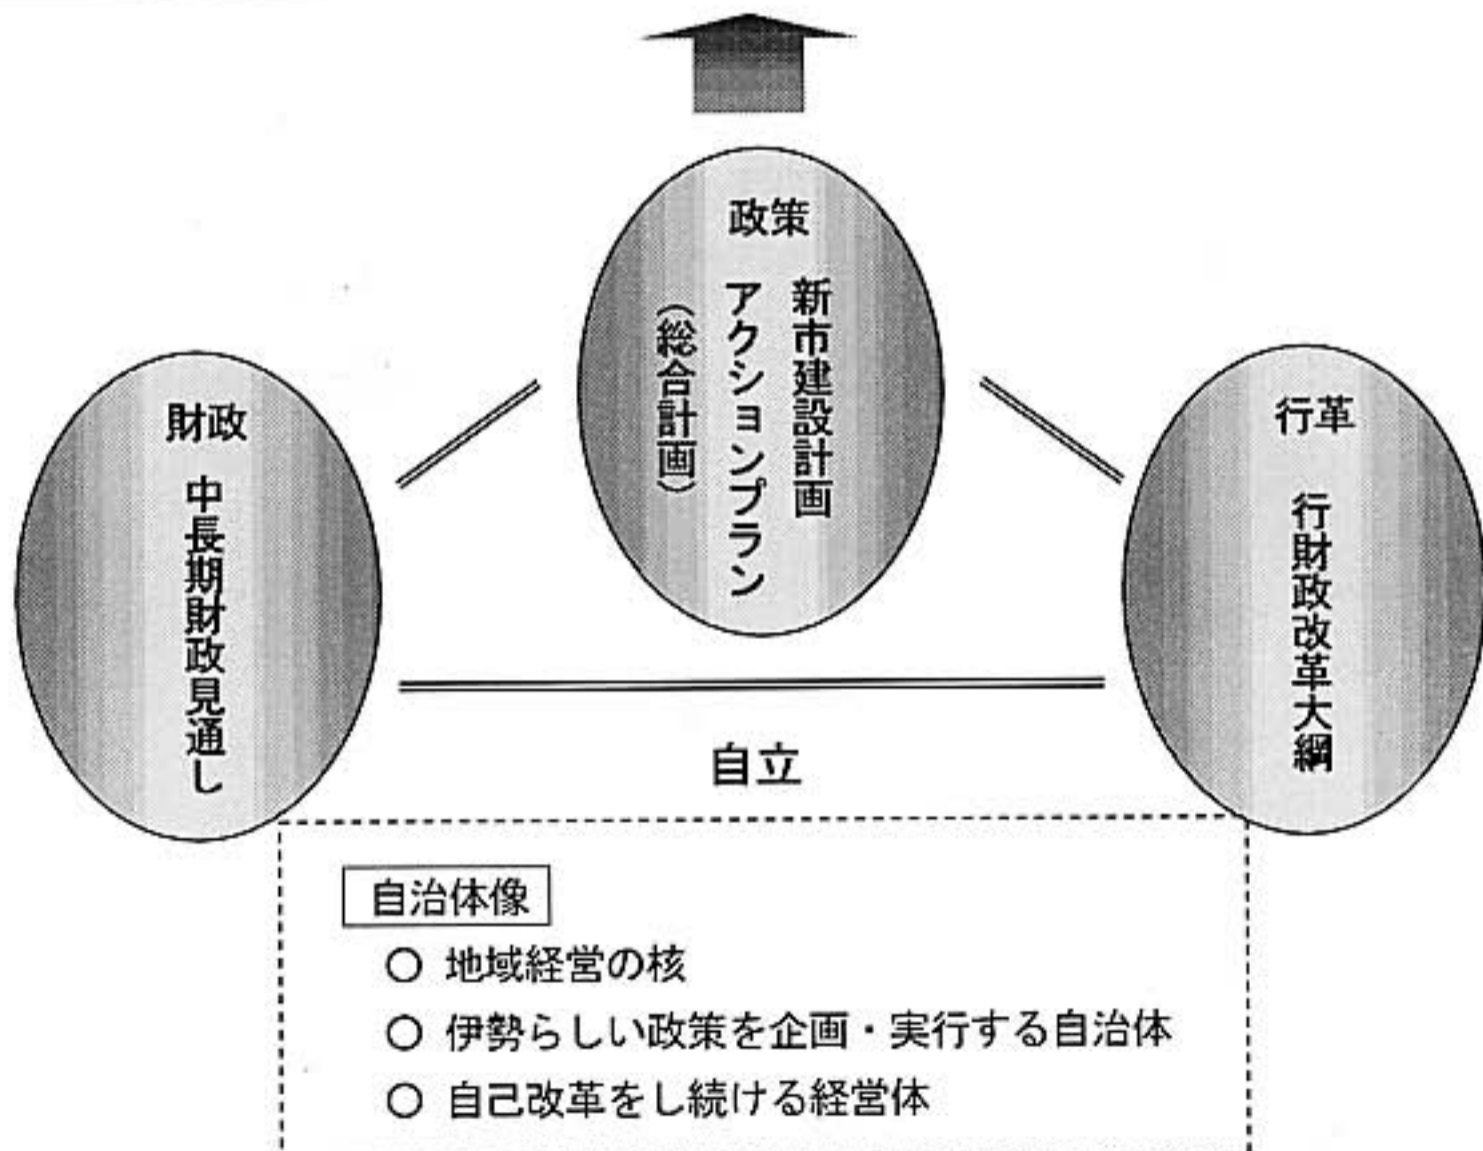 政策
新市建設計画
アクションプラン
（総合計画）
財政
中長期財政見通し
行革
行財政改革大綱
自立
自治体像
○ 地域経営の核
○ 伊勢らしい政策を企画・実行する自治体
○ 自己改革をし続ける経営体